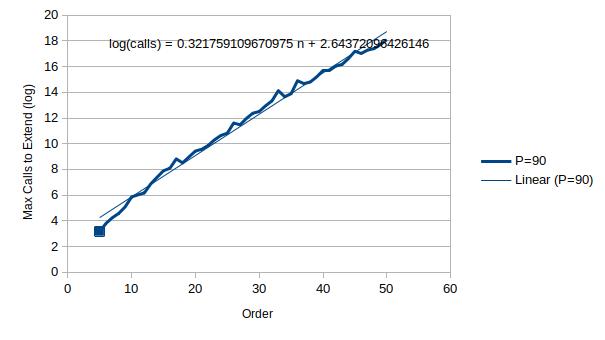 20
18
16
14
12
10
8
6
4
2
0
Max Calls to Extend (log)
log(calls) = 0.321759109670975 n + 2.64372096426146
0 10 20 30 40 50 60
Order
P=90
Linear (P=90)